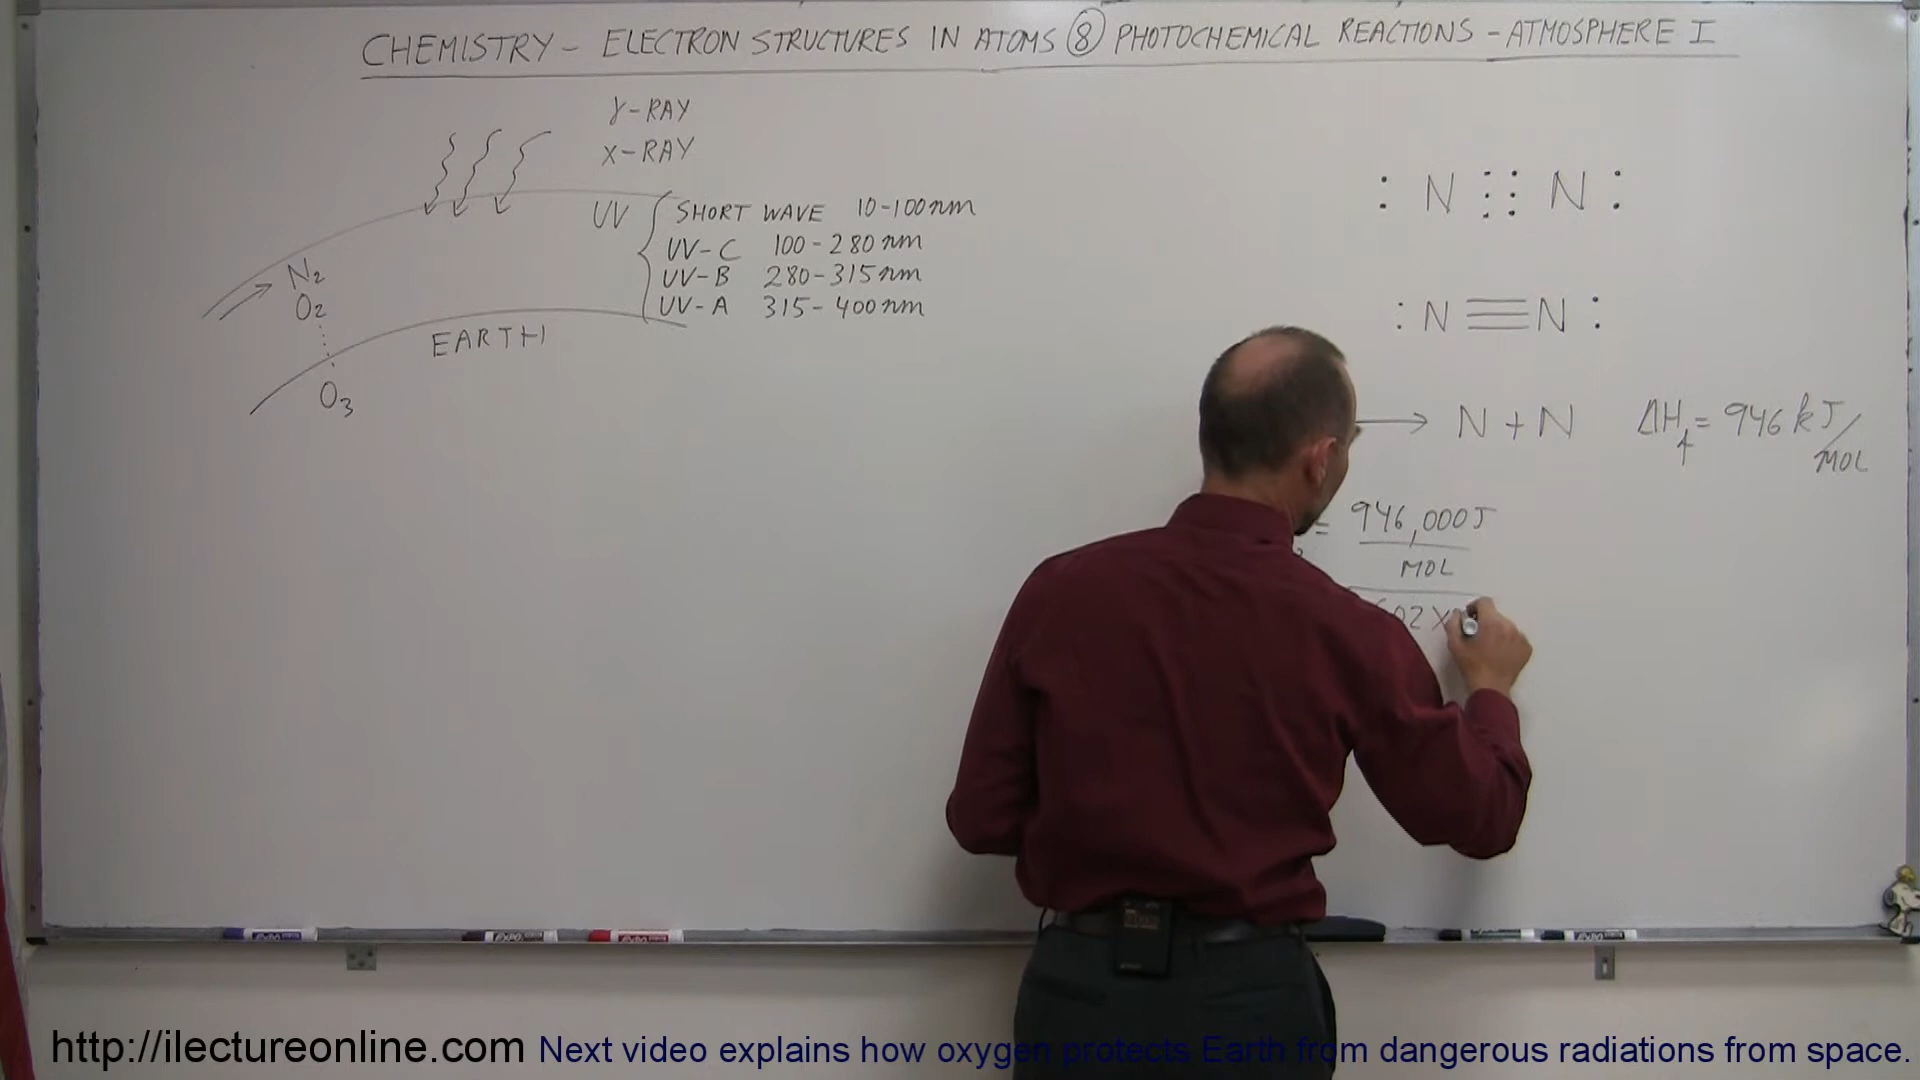 CHEMISTRY - ELECTRON STRUCTURES IN ATOMS ⑧ PHOTOCHEMICAL REACTIONS - ATMOSPHERE I
γ-RAY
X-RAY
UV { SHORT WAVE 10-100nm
UV-C 100-280nm
UV-B 280-315nm
UV-A 315-400nm
N₂
O₂
O₃
EARTH
: N ⋮⋮ N :
: N ≡ N :
→ N + N ΔHf = 946 kJ/MOL
= 946,000J
MOL
02 X
http://ilectureonline.com Next video explains how oxygen protects Earth from dangerous radiations from space.